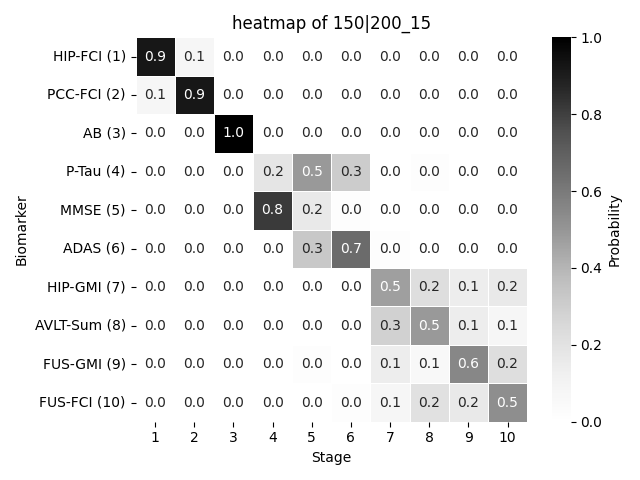 heatmap of 150|200_15
HIP-FCI (1) 0.9 0.1 0.0 0.0 0.0 0.0 0.0 0.0 0.0 0.0
PCC-FCI (2) 0.1 0.9 0.0 0.0 0.0 0.0 0.0 0.0 0.0 0.0
AB (3) 0.0 0.0 1.0 0.0 0.0 0.0 0.0 0.0 0.0 0.0
P-Tau (4) 0.0 0.0 0.0 0.2 0.5 0.3 0.0 0.0 0.0 0.0
MMSE (5) 0.0 0.0 0.0 0.8 0.2 0.0 0.0 0.0 0.0 0.0
ADAS (6) 0.0 0.0 0.0 0.0 0.3 0.7 0.0 0.0 0.0 0.0
HIP-GMI (7) 0.0 0.0 0.0 0.0 0.0 0.0 0.5 0.2 0.1 0.2
AVLT-Sum (8) 0.0 0.0 0.0 0.0 0.0 0.0 0.3 0.5 0.1 0.1
FUS-GMI (9) 0.0 0.0 0.0 0.0 0.0 0.0 0.1 0.1 0.6 0.2
FUS-FCI (10) 0.0 0.0 0.0 0.0 0.0 0.0 0.1 0.2 0.2 0.5
1 2 3 4 5 6 7 8 9 10
Stage
Biomarker
1.0
0.8
0.6
0.4
0.2
0.0
Probability